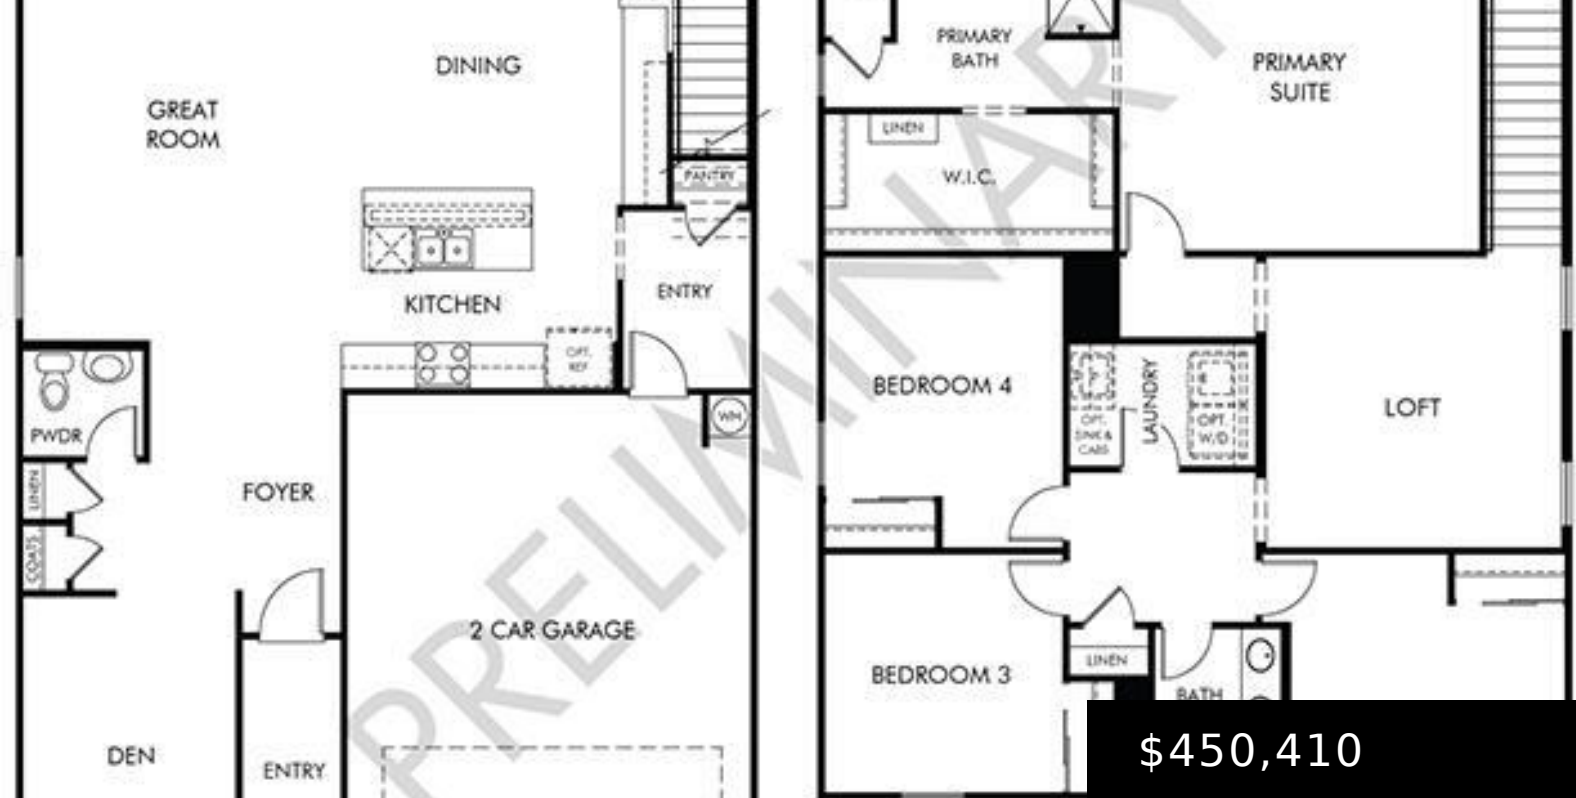 DINING
GREAT
ROOM
PANTRY
KITCHEN
ENTRY
OPT.
REF
PWDR
WH
LINEN
COATS
FOYER
2 CAR GARAGE
DEN
ENTRY
PRIMARY
BATH
PRIMARY
SUITE
LINEN
W.I.C.
BEDROOM 4
OPT.
SINK &
CABS
LAUNDRY
OPT.
W/D
LOFT
BEDROOM 3
LINEN
BATH
PRELIMINARY
$450,410